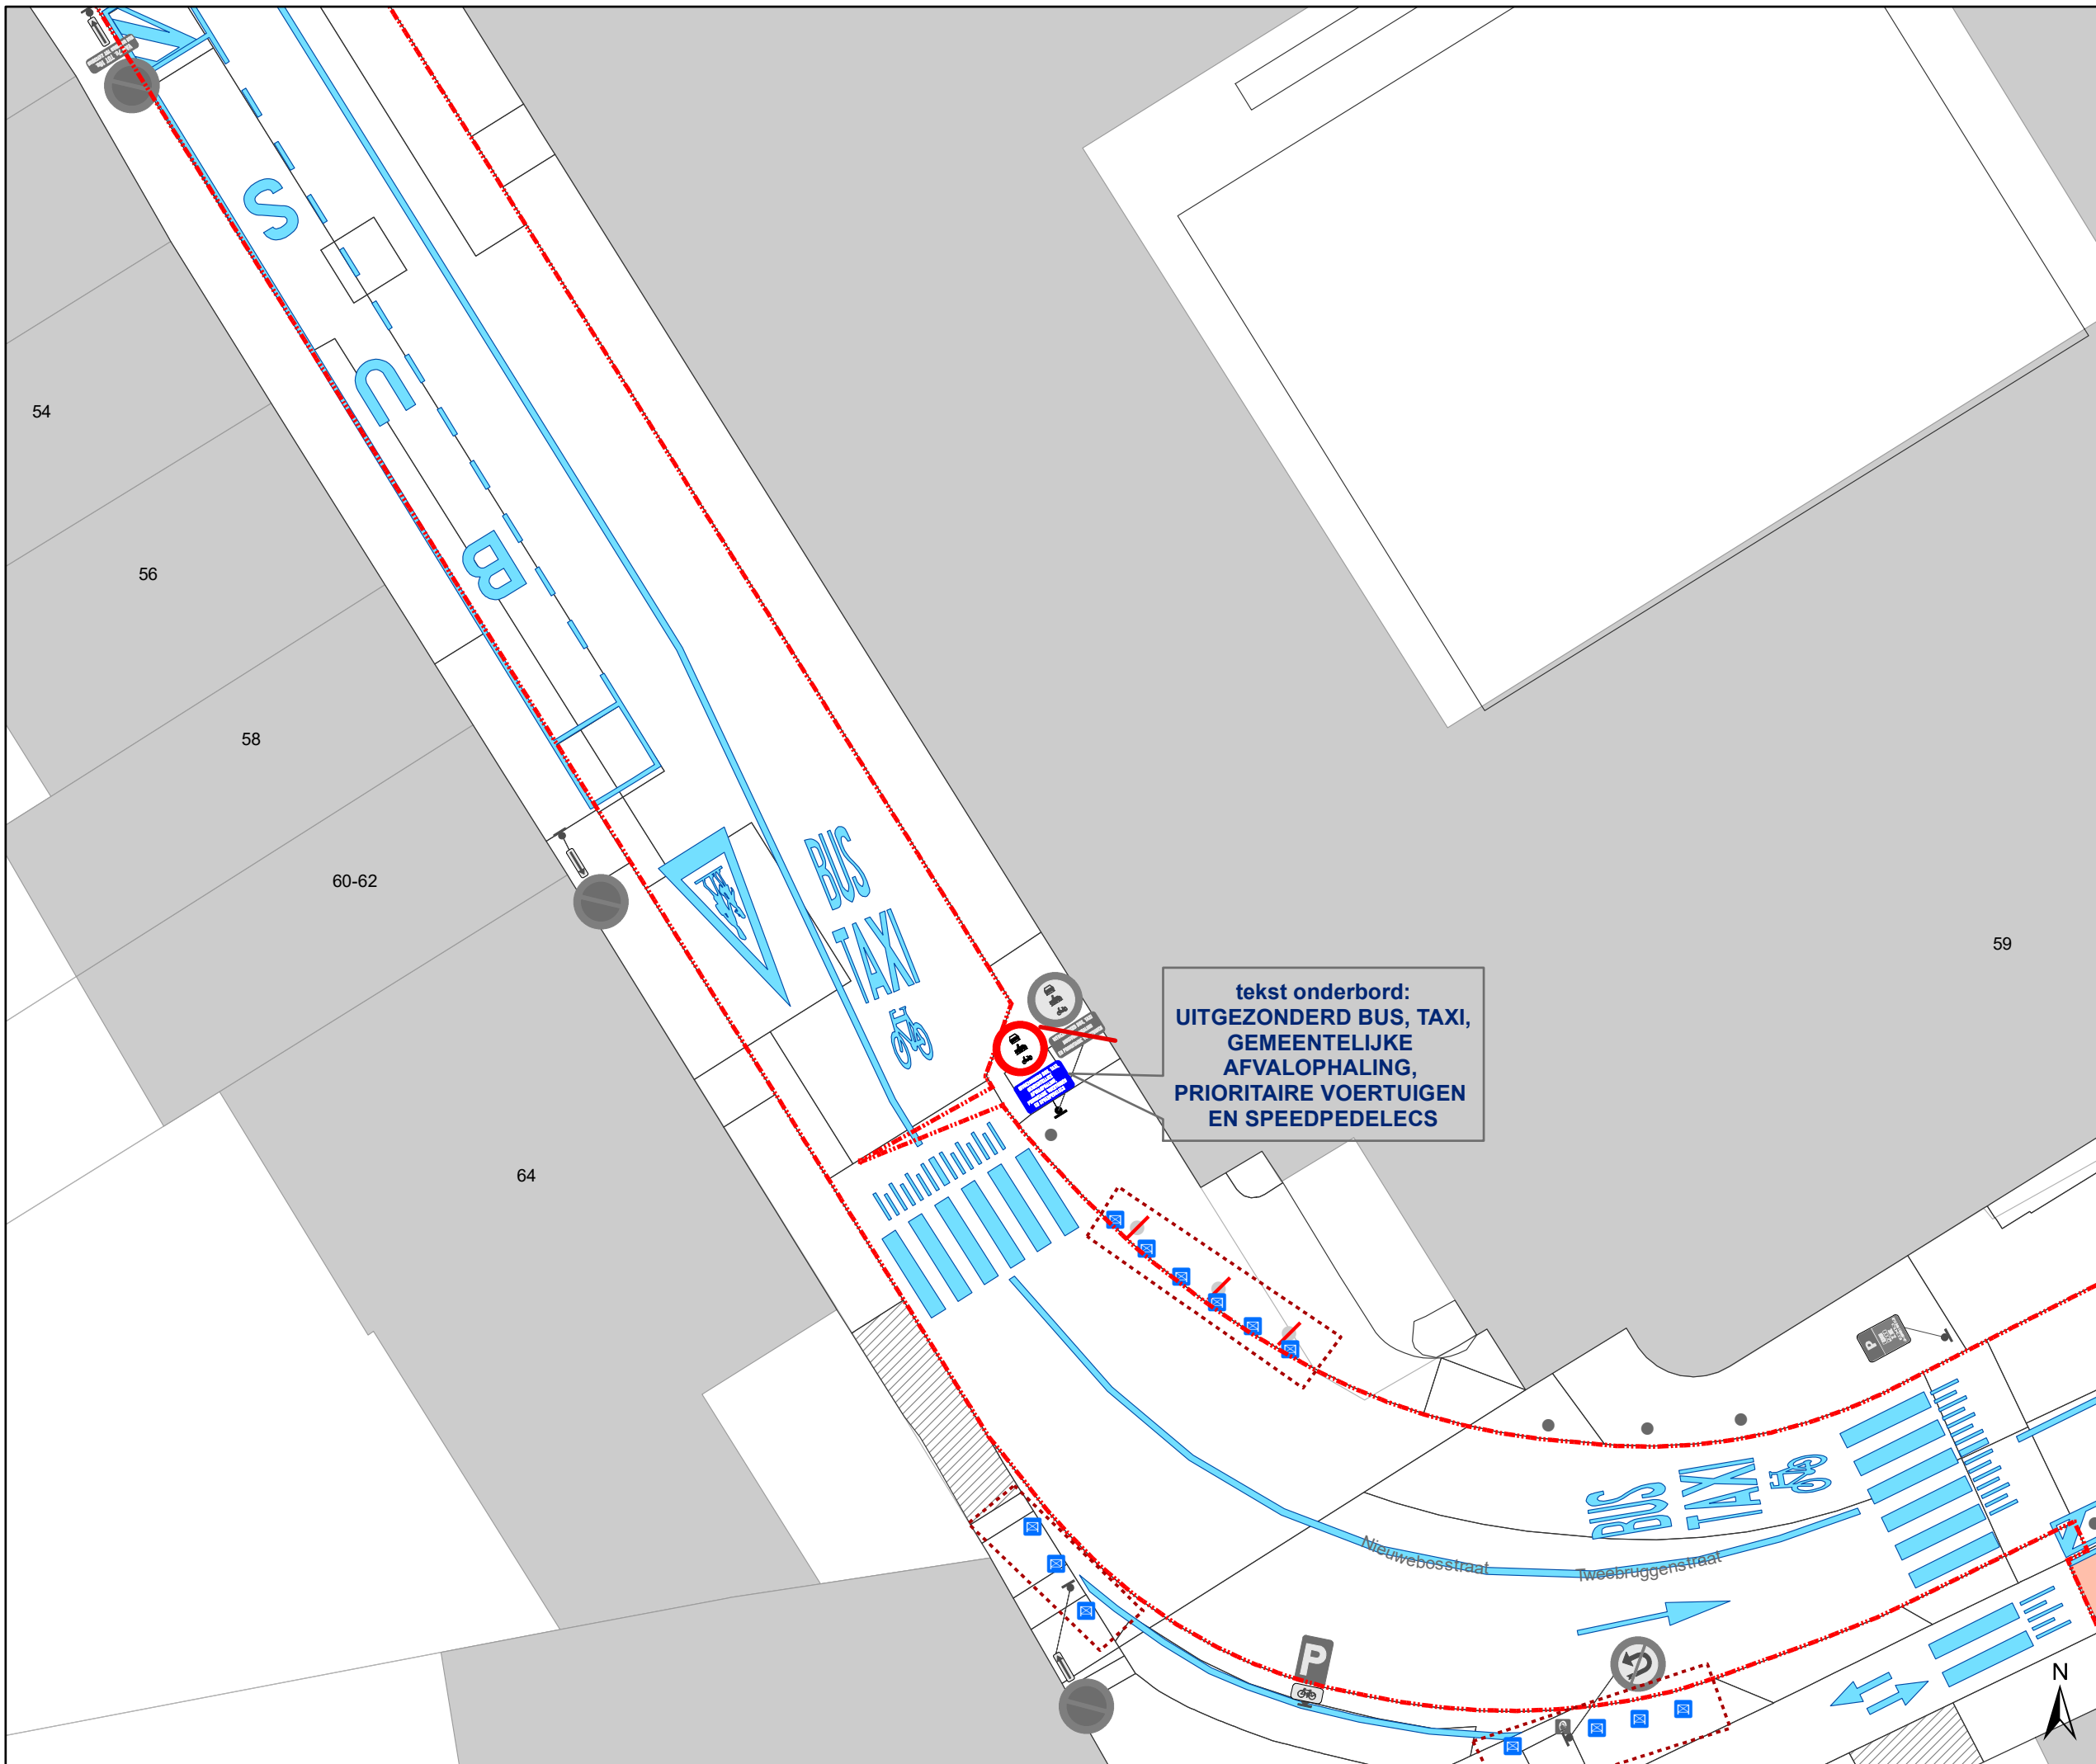 S
U
B
54
56
58
60-62
64
59
BUS
TAXI
tekst onderbord:
UITGEZONDERD BUS, TAXI,
GEMEENTELIJKE
AFVALOPHALING,
PRIORITAIRE VOERTUIGEN
EN SPEEDPEDELECS
P
BUS
TAXI
Nieuwebosstraat
Tweebruggenstraat
P
N